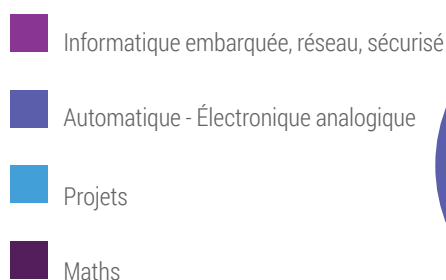 Informatique embarquée, réseau, sécurisé
Automatique - Électronique analogique
Projets
Maths